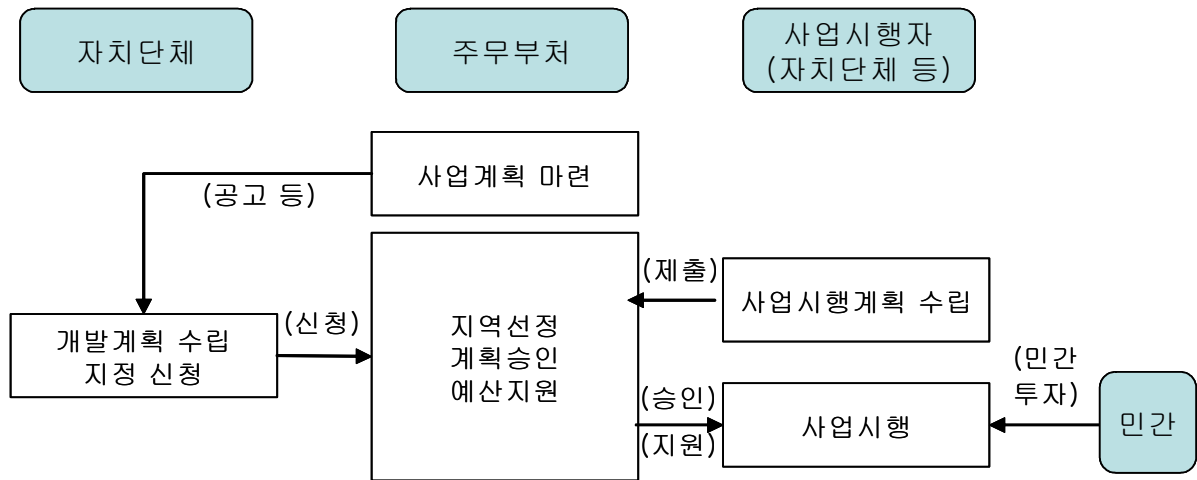 자치단체
주무부처
사업시행자
(자치단체 등)
사업계획 마련
(공고 등)
(제출)
사업시행계획 수립
개발계획 수립
지정 신청
(신청)
지역선정
계획승인
예산지원
(승인)
(지원)
사업시행
(민간
투자)
민간